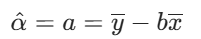 α̂ = a = y̅ − bx̅